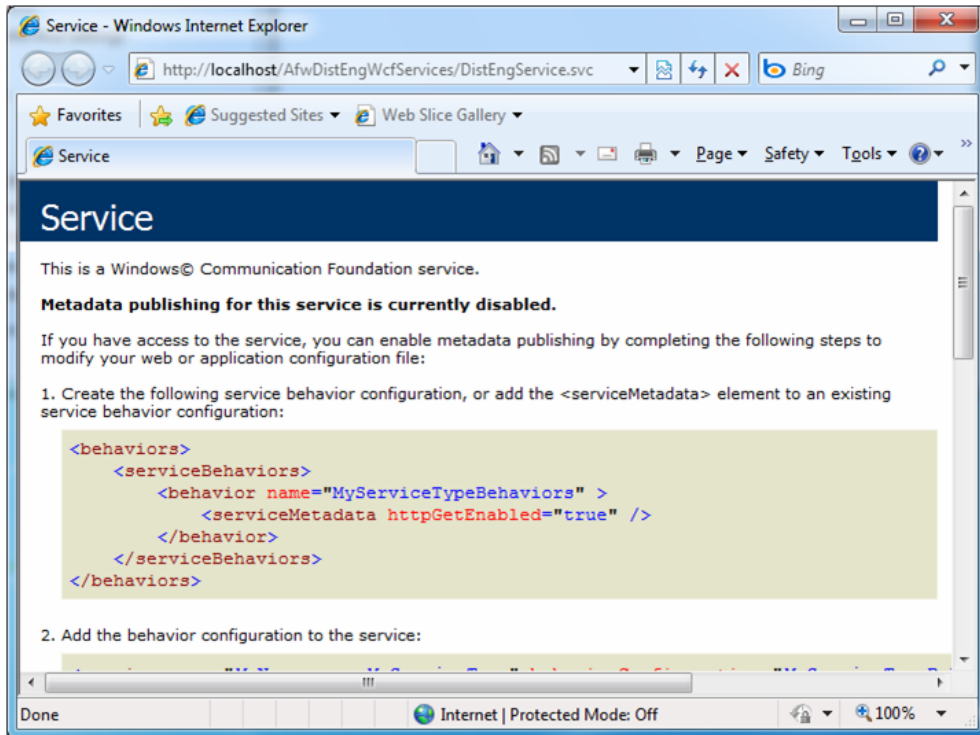 Service - Windows Internet Explorer
http://localhost/AfwDistEngWcfServices/DistEngService.svc
Bing
Favorites
Suggested Sites
Web Slice Gallery
Service
Page
Safety
Tools
Service
This is a Windows© Communication Foundation service.
Metadata publishing for this service is currently disabled.
If you have access to the service, you can enable metadata publishing by completing the following steps to
modify your web or application configuration file:
1. Create the following service behavior configuration, or add the <serviceMetadata> element to an existing
service behavior configuration:
<behaviors>
<serviceBehaviors>
<behavior name="MyServiceTypeBehaviors" >
<serviceMetadata httpGetEnabled="true" />
</behavior>
</serviceBehaviors>
</behaviors>
2. Add the behavior configuration to the service:
Done
Internet | Protected Mode: Off
100%